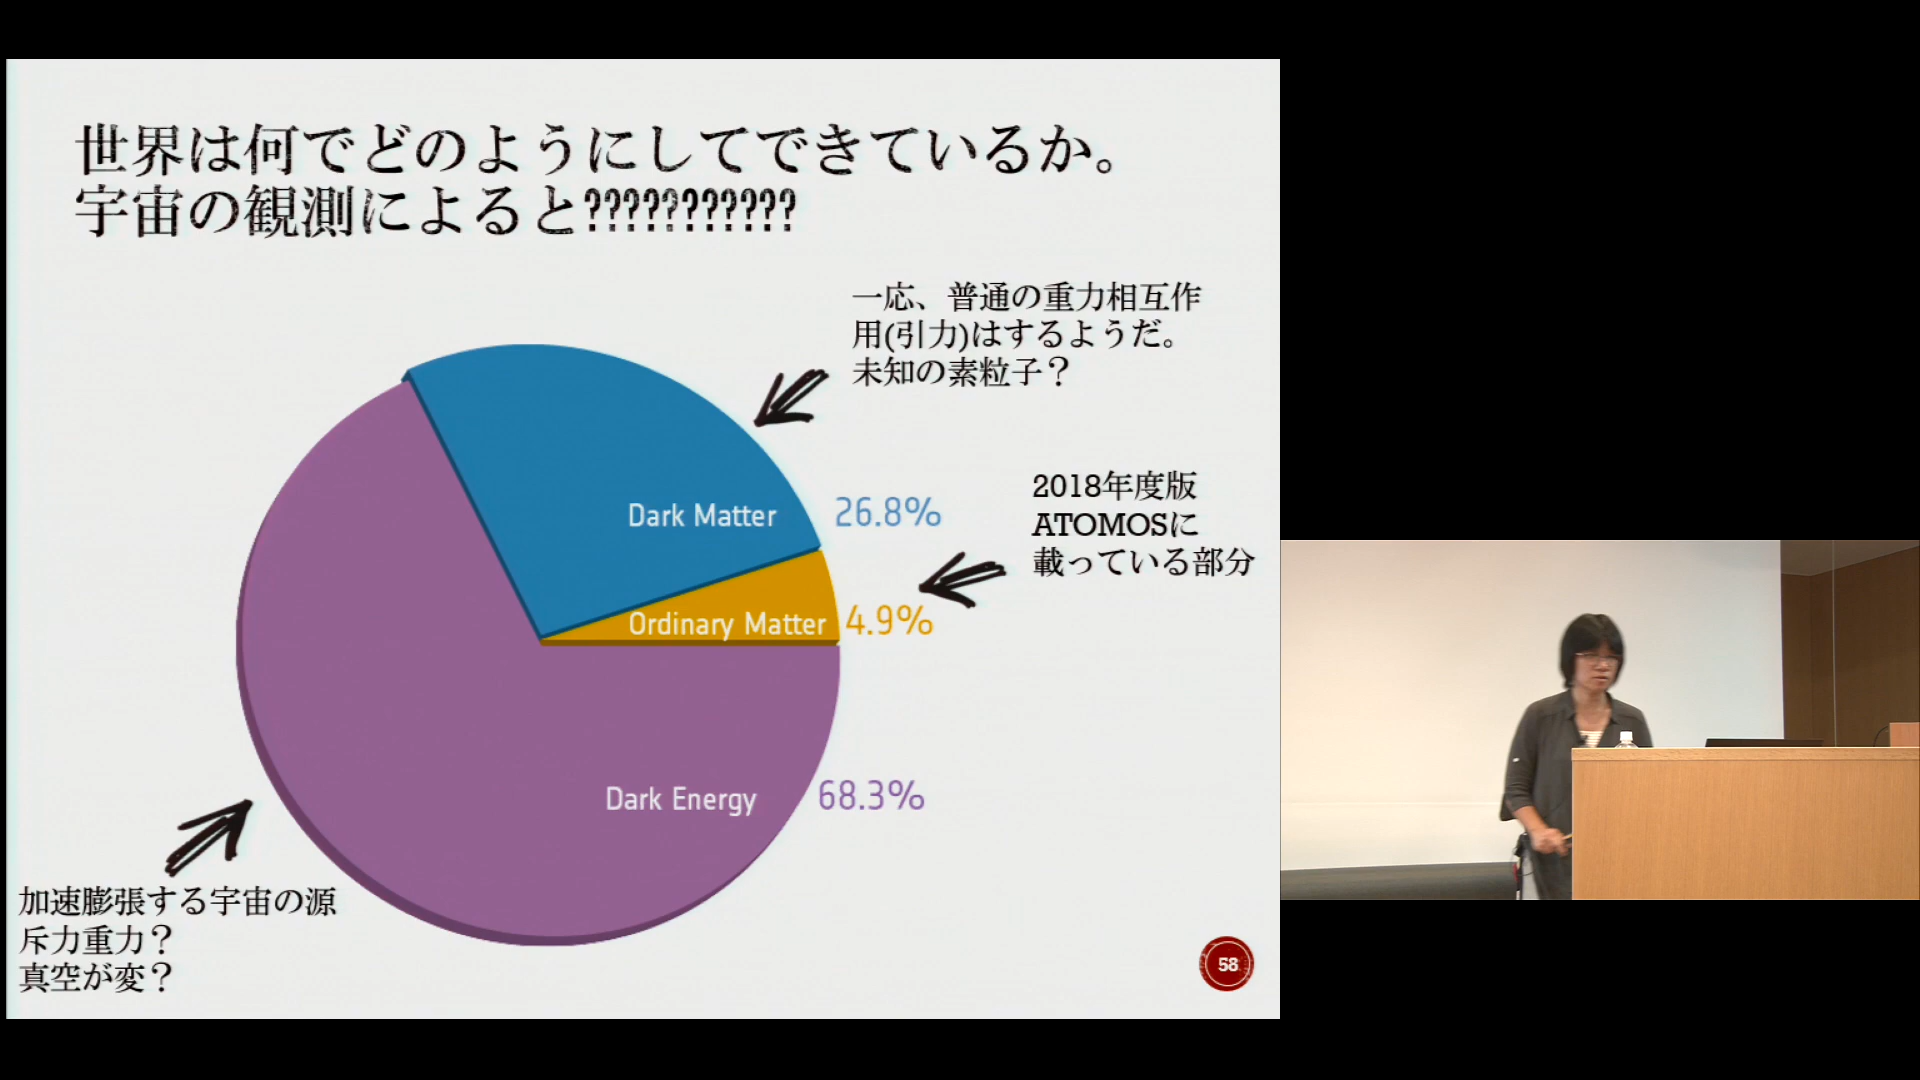 世界は何でどのようにしてできているか。
宇宙の観測によると???????????
一応、普通の重力相互作
用(引力)はするようだ。
未知の素粒子？
2018年度版
ATOMOSに
載っている部分
Dark Matter 26.8%
Ordinary Matter 4.9%
Dark Energy 68.3%
加速膨張する宇宙の源
斥力重力？
真空が変？
58